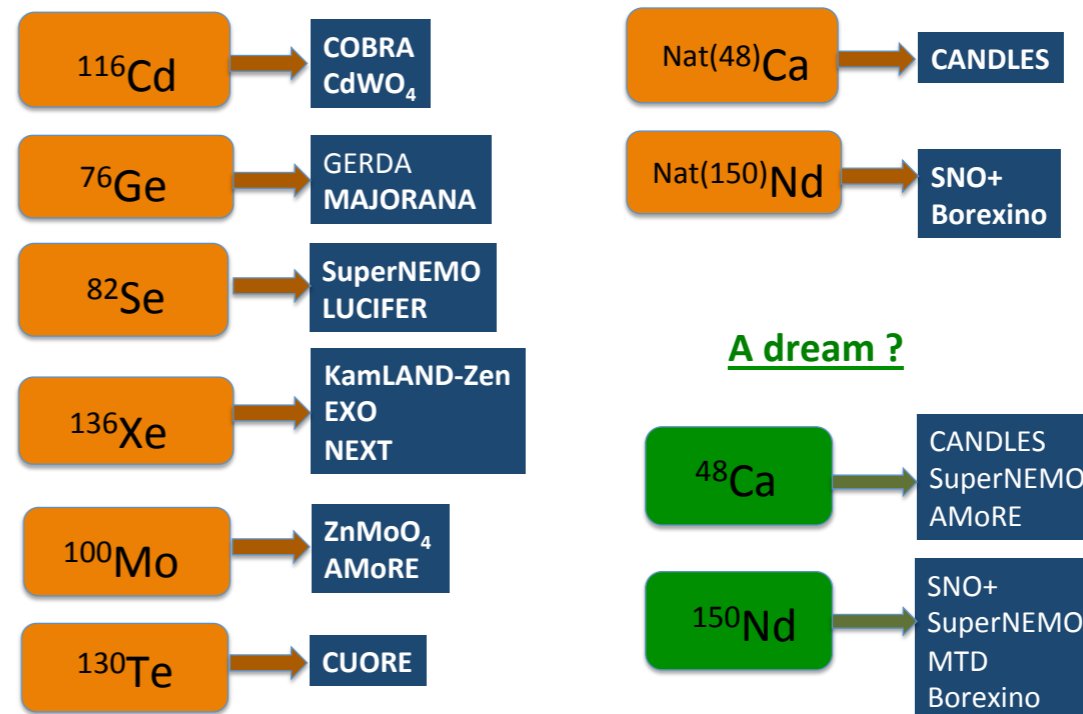 ¹¹⁶Cd
COBRA
CdWO₄
⁷⁶Ge
GERDA
MAJORANA
⁸²Se
SuperNEMO
LUCIFER
¹³⁶Xe
KamLAND-Zen
EXO
NEXT
¹⁰⁰Mo
ZnMoO₄
AMoRE
¹³⁰Te
CUORE
ᴺᵃᵗ⁽⁴⁸⁾Ca
CANDLES
ᴺᵃᵗ⁽¹⁵⁰⁾Nd
SNO+
Borexino
A dream ?
⁴⁸Ca
CANDLES
SuperNEMO
AMoRE
¹⁵⁰Nd
SNO+
SuperNEMO
MTD
Borexino